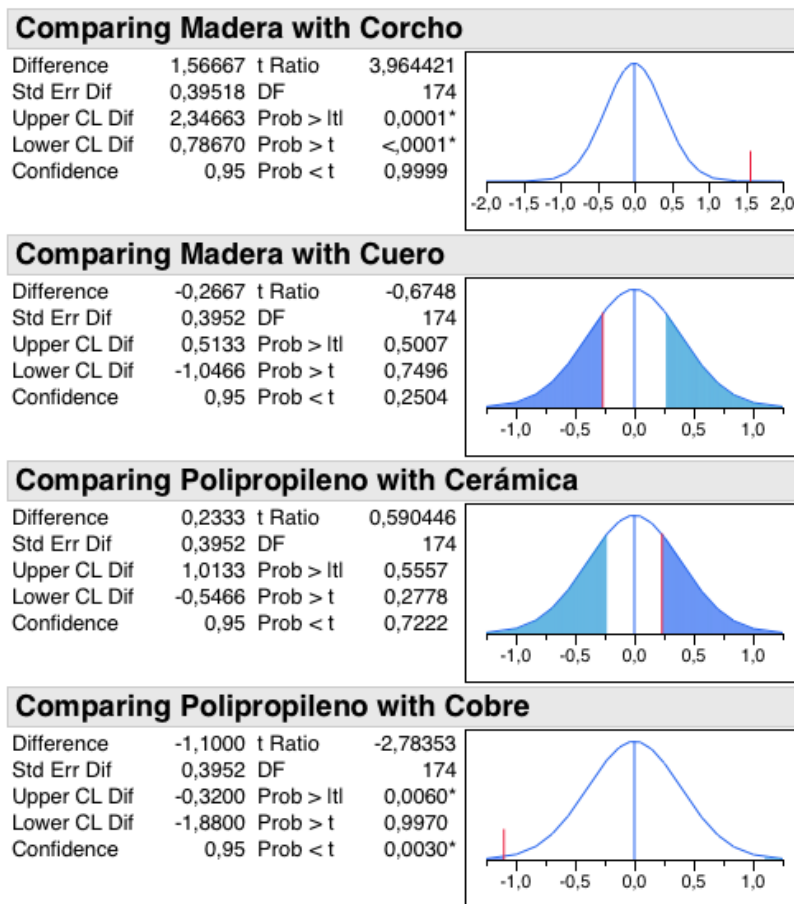 Comparing Madera with Corcho
Difference 1,56667 t Ratio 3,964421
Std Err Dif 0,39518 DF 174
Upper CL Dif 2,34663 Prob > |t| 0,0001*
Lower CL Dif 0,78670 Prob > t <,0001*
Confidence 0,95 Prob < t 0,9999
-2,0 -1,5 -1,0 -0,5 0,0 0,5 1,0 1,5 2,0
Comparing Madera with Cuero
Difference -0,2667 t Ratio -0,6748
Std Err Dif 0,3952 DF 174
Upper CL Dif 0,5133 Prob > |t| 0,5007
Lower CL Dif -1,0466 Prob > t 0,7496
Confidence 0,95 Prob < t 0,2504
-1,0 -0,5 0,0 0,5 1,0
Comparing Polipropileno with Cerámica
Difference 0,2333 t Ratio 0,590446
Std Err Dif 0,3952 DF 174
Upper CL Dif 1,0133 Prob > |t| 0,5557
Lower CL Dif -0,5466 Prob > t 0,2778
Confidence 0,95 Prob < t 0,7222
-1,0 -0,5 0,0 0,5 1,0
Comparing Polipropileno with Cobre
Difference -1,1000 t Ratio -2,78353
Std Err Dif 0,3952 DF 174
Upper CL Dif -0,3200 Prob > |t| 0,0060*
Lower CL Dif -1,8800 Prob > t 0,9970
Confidence 0,95 Prob < t 0,0030*
-1,0 -0,5 0,0 0,5 1,0